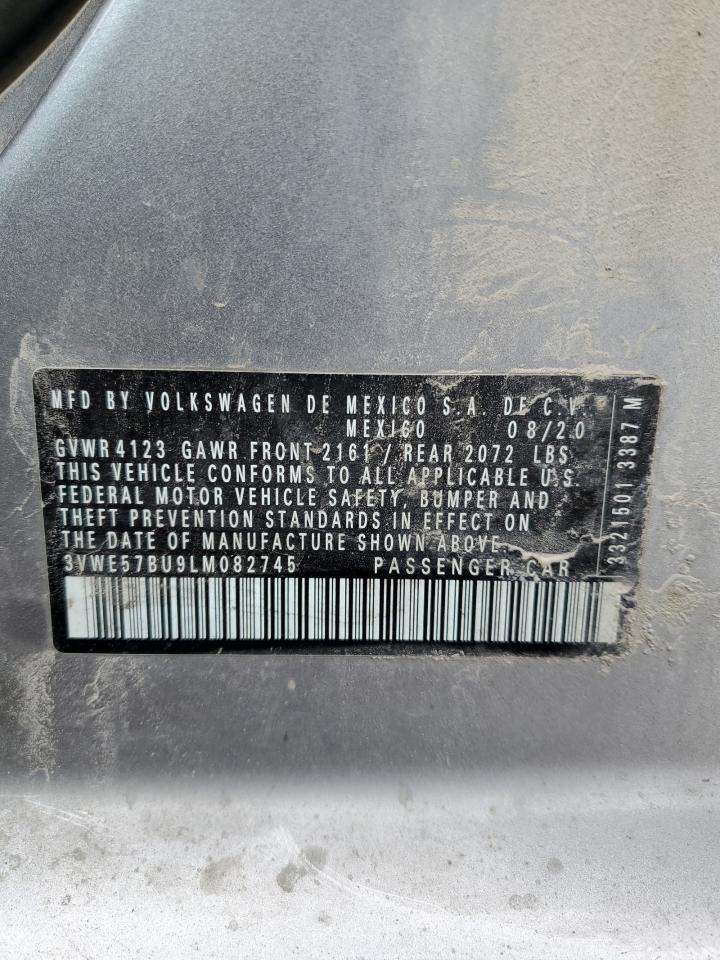 MFD BY VOLKSWAGEN DE MEXICO S.A. DE C.V.
MEXICO 08/20
GVWR 4123 GAWR FRONT 2161 / REAR 2072 LBS
THIS VEHICLE CONFORMS TO ALL APPLICABLE U.S.
FEDERAL MOTOR VEHICLE SAFETY, BUMPER AND
THEFT PREVENTION STANDARDS IN EFFECT ON
THE DATE OF MANUFACTURE SHOWN ABOVE.
3VWE57BU9LM082745 PASSENGER CAR
3321601 3387 M